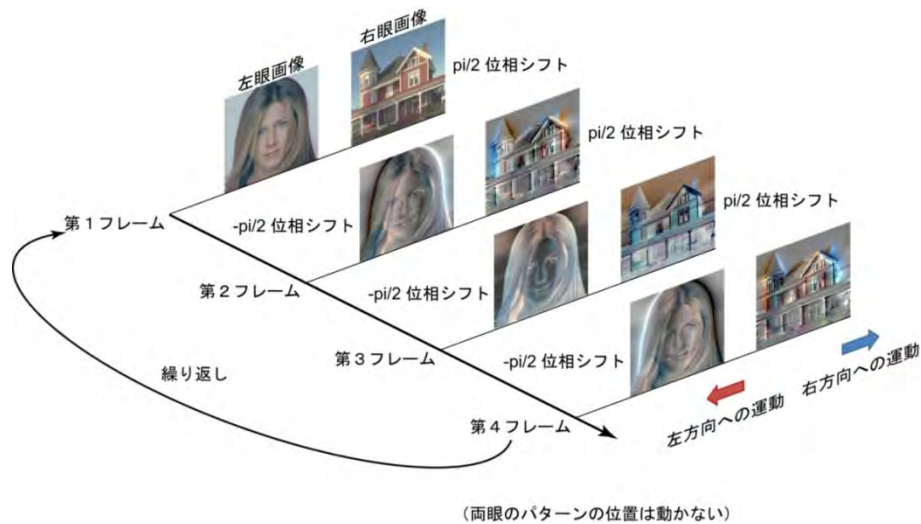 左眼画像
右眼画像
pi/2 位相シフト
pi/2 位相シフト
pi/2 位相シフト
第1フレーム
-pi/2 位相シフト
第2フレーム
-pi/2 位相シフト
第3フレーム
-pi/2 位相シフト
第4フレーム
繰り返し
左方向への運動
右方向への運動
(両眼のパターンの位置は動かない)